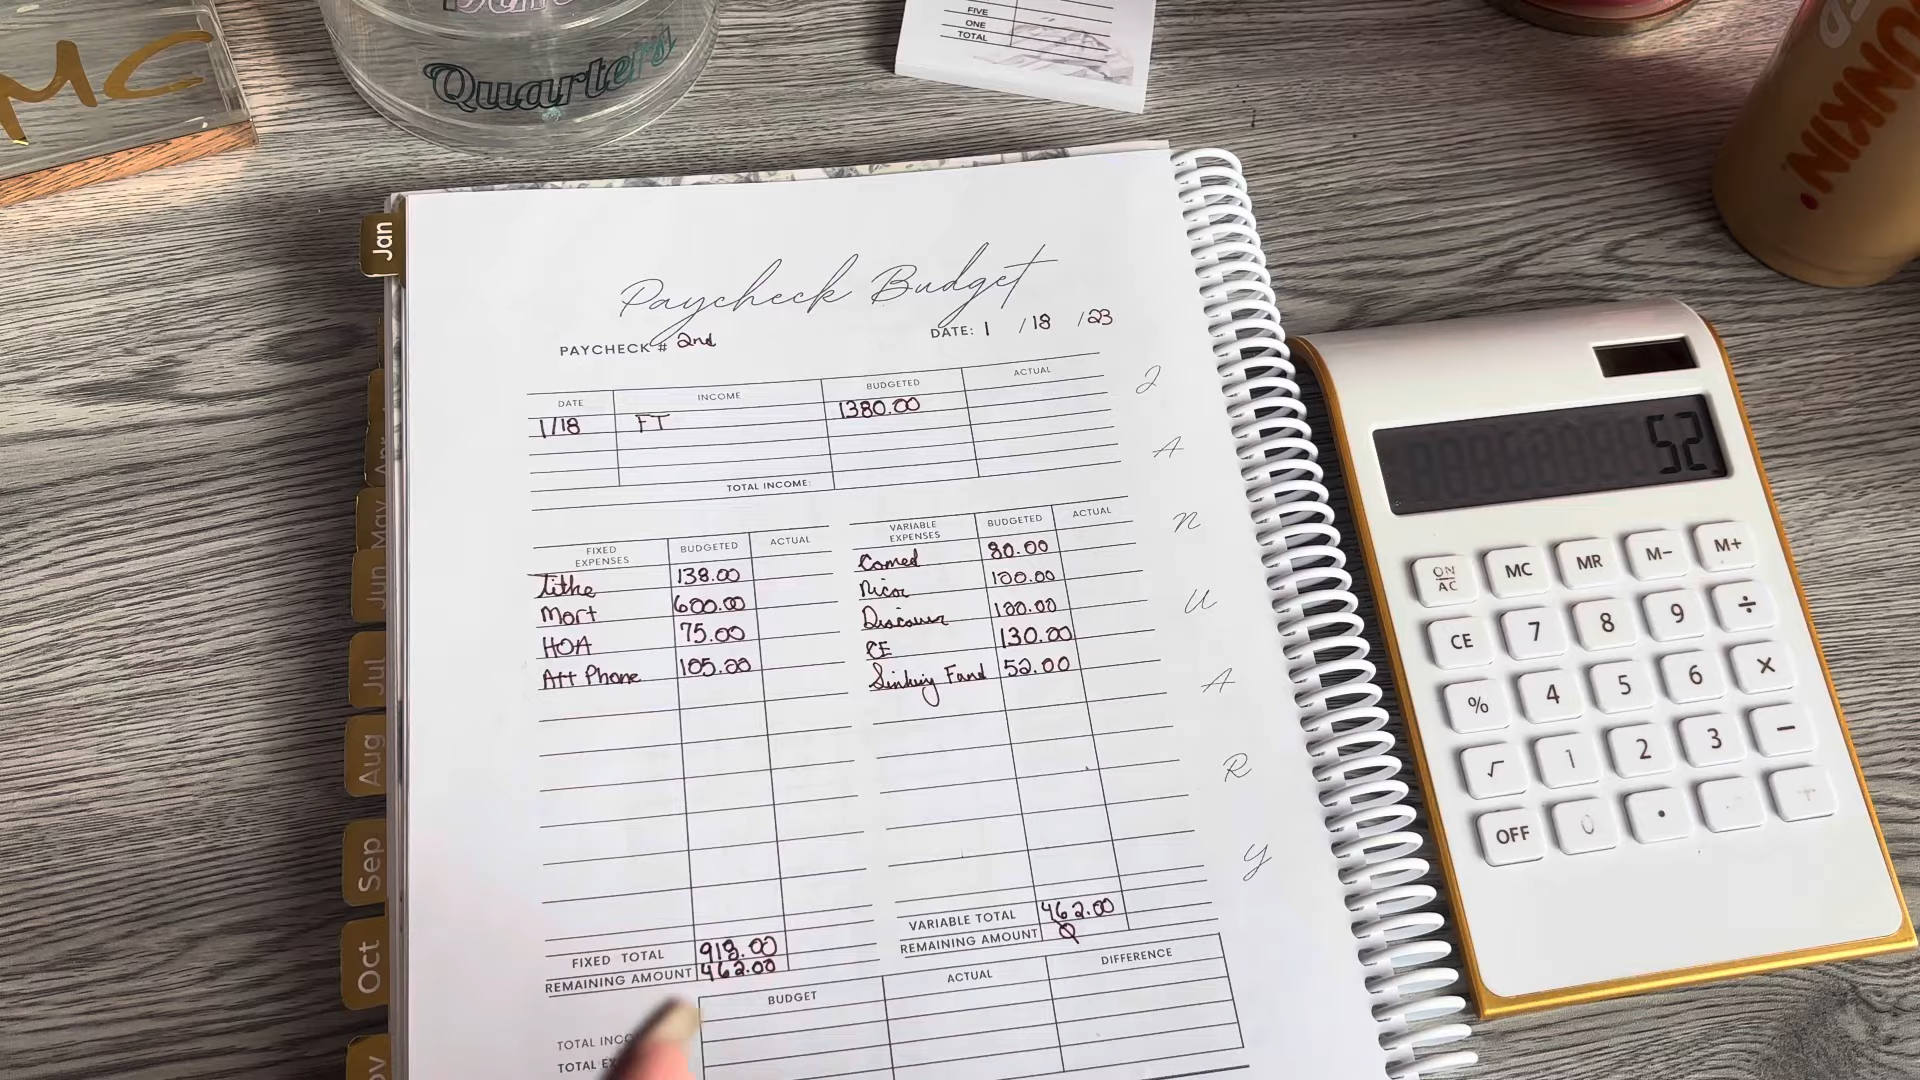 MC
Quarters
FIVE
ONE
TOTAL
UNKIN'
Jan
Paycheck Budget
PAYCHECK # 2nd
DATE: 1 / 18 / 23
DATE INCOME BUDGETED ACTUAL
1/18 FT 1380.00
TOTAL INCOME:
FIXED EXPENSES BUDGETED ACTUAL
Tithe 138.00
Mort 600.00
HOA 75.00
Att Phone 105.00
FIXED TOTAL 918.00
REMAINING AMOUNT 462.00
VARIABLE EXPENSES BUDGETED ACTUAL
Comed 80.00
Nicor 100.00
Discover 100.00
CE 130.00
Sinking Fund 52.00
VARIABLE TOTAL 462.00
REMAINING AMOUNT 0
BUDGET ACTUAL DIFFERENCE
TOTAL INCO
TOTAL EX
J
A
N
U
A
R
Y
May
Jun
Jul
Aug
Sep
Oct
52
ON/AC MC MR M− M+
CE 7 8 9 ÷
% 4 5 6 ×
√ 1 2 3 −
OFF 0 • +